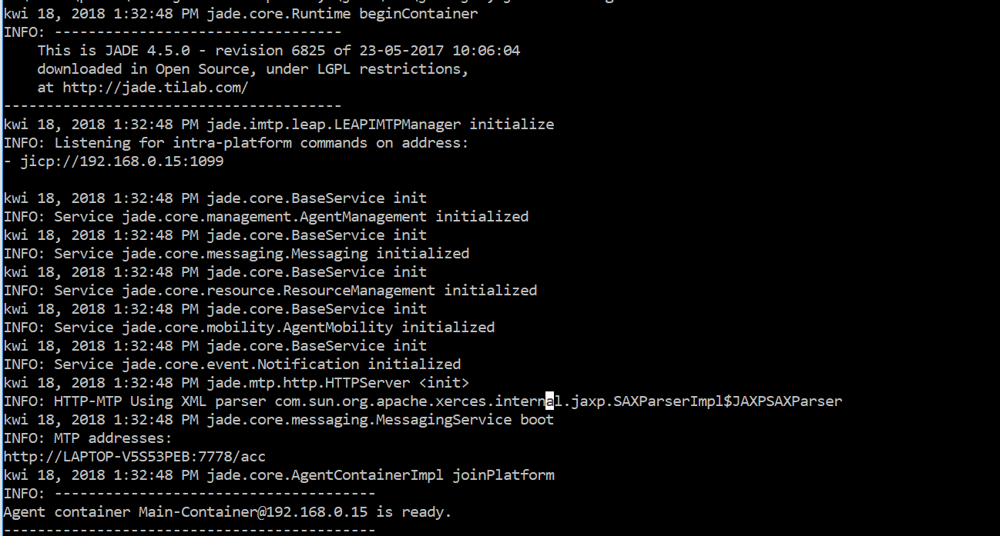 kwi 18, 2018 1:32:48 PM jade.core.Runtime beginContainer
INFO: ----------------------------------
    This is JADE 4.5.0 - revision 6825 of 23-05-2017 10:06:04
    downloaded in Open Source, under LGPL restrictions,
    at http://jade.tilab.com/
----------------------------------------
kwi 18, 2018 1:32:48 PM jade.imtp.leap.LEAPIMTPManager initialize
INFO: Listening for intra-platform commands on address:
- jicp://192.168.0.15:1099

kwi 18, 2018 1:32:48 PM jade.core.BaseService init
INFO: Service jade.core.management.AgentManagement initialized
kwi 18, 2018 1:32:48 PM jade.core.BaseService init
INFO: Service jade.core.messaging.Messaging initialized
kwi 18, 2018 1:32:48 PM jade.core.BaseService init
INFO: Service jade.core.resource.ResourceManagement initialized
kwi 18, 2018 1:32:48 PM jade.core.BaseService init
INFO: Service jade.core.mobility.AgentMobility initialized
kwi 18, 2018 1:32:48 PM jade.core.BaseService init
INFO: Service jade.core.event.Notification initialized
kwi 18, 2018 1:32:48 PM jade.mtp.http.HTTPServer <init>
INFO: HTTP-MTP Using XML parser com.sun.org.apache.xerces.internal.jaxp.SAXParserImpl$JAXPSAXParser
kwi 18, 2018 1:32:48 PM jade.core.messaging.MessagingService boot
INFO: MTP addresses:
http://LAPTOP-V5S53PEB:7778/acc
kwi 18, 2018 1:32:48 PM jade.core.AgentContainerImpl joinPlatform
INFO: --------------------------------------
Agent container Main-Container@192.168.0.15 is ready.
--------------------------------------------